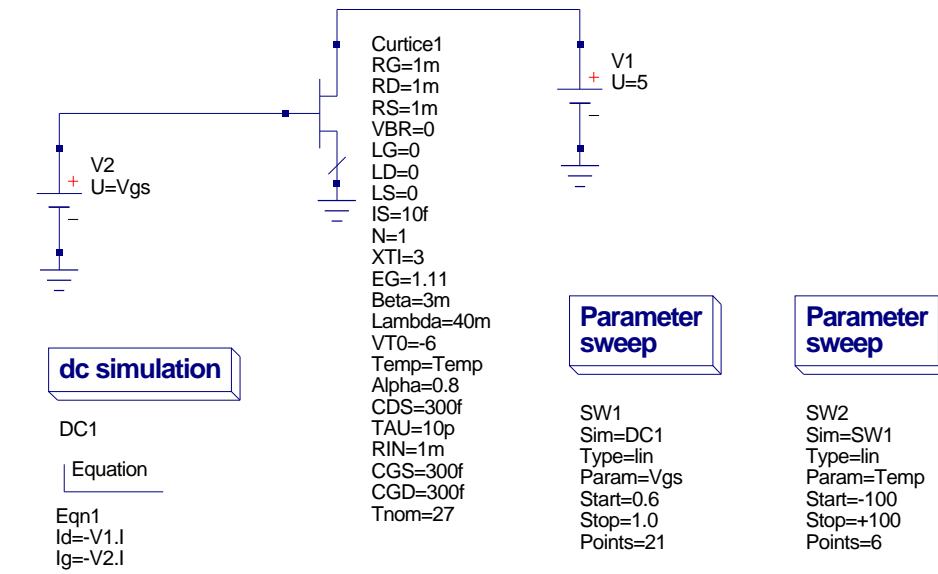 Curtice1
RG=1m
RD=1m
RS=1m
VBR=0
LG=0
LD=0
LS=0
IS=10f
N=1
XTI=3
EG=1.11
Beta=3m
Lambda=40m
VT0=-6
Temp=Temp
Alpha=0.8
CDS=300f
TAU=10p
RIN=1m
CGS=300f
CGD=300f
Tnom=27
V1
U=5
+
−
V2
U=Vgs
+
−
dc simulation
DC1
Equation
Eqn1
Id=-V1.I
Ig=-V2.I
Parameter
sweep
SW1
Sim=DC1
Type=lin
Param=Vgs
Start=0.6
Stop=1.0
Points=21
Parameter
sweep
SW2
Sim=SW1
Type=lin
Param=Temp
Start=-100
Stop=+100
Points=6